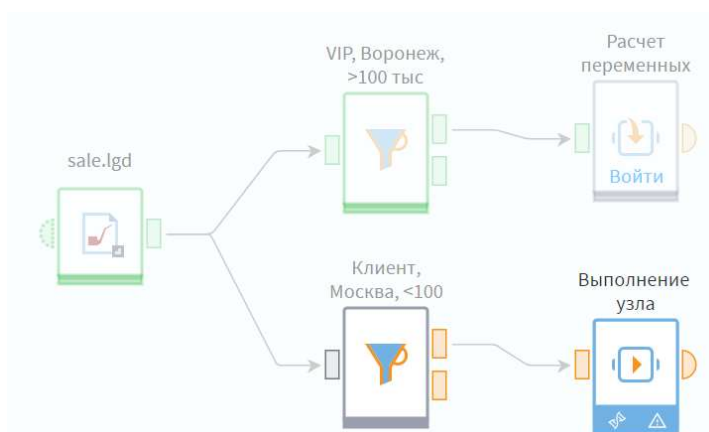 VIP, Воронеж,
>100 тыс
Расчет
переменных
Войти
sale.lgd
Клиент,
Москва, <100
Выполнение
узла